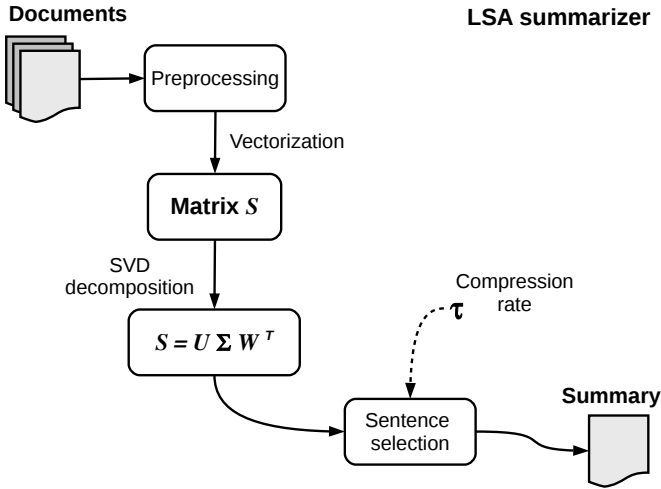 Documents
LSA summarizer
Preprocessing
Vectorization
Matrix S
SVD
decomposition
S = U Σ W ᵀ
Compression
rate
τ
Sentence
selection
Summary